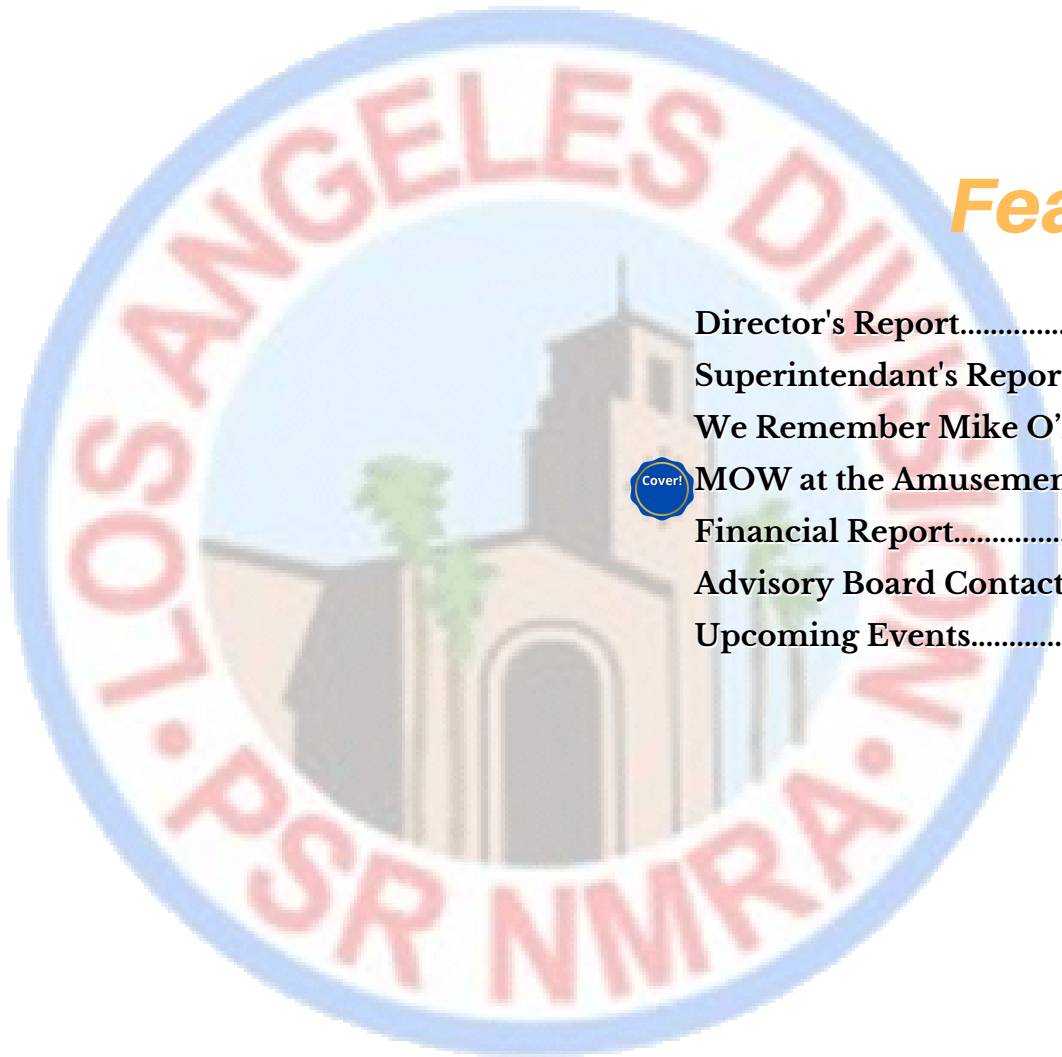 LOS ANGELES DIVISION
• PSR NMRA •
Fea
Director's Report..............
Superintendant's Repor
We Remember Mike O’
Cover!
MOW at the Amusemen
Financial Report..............
Advisory Board Contact
Upcoming Events............